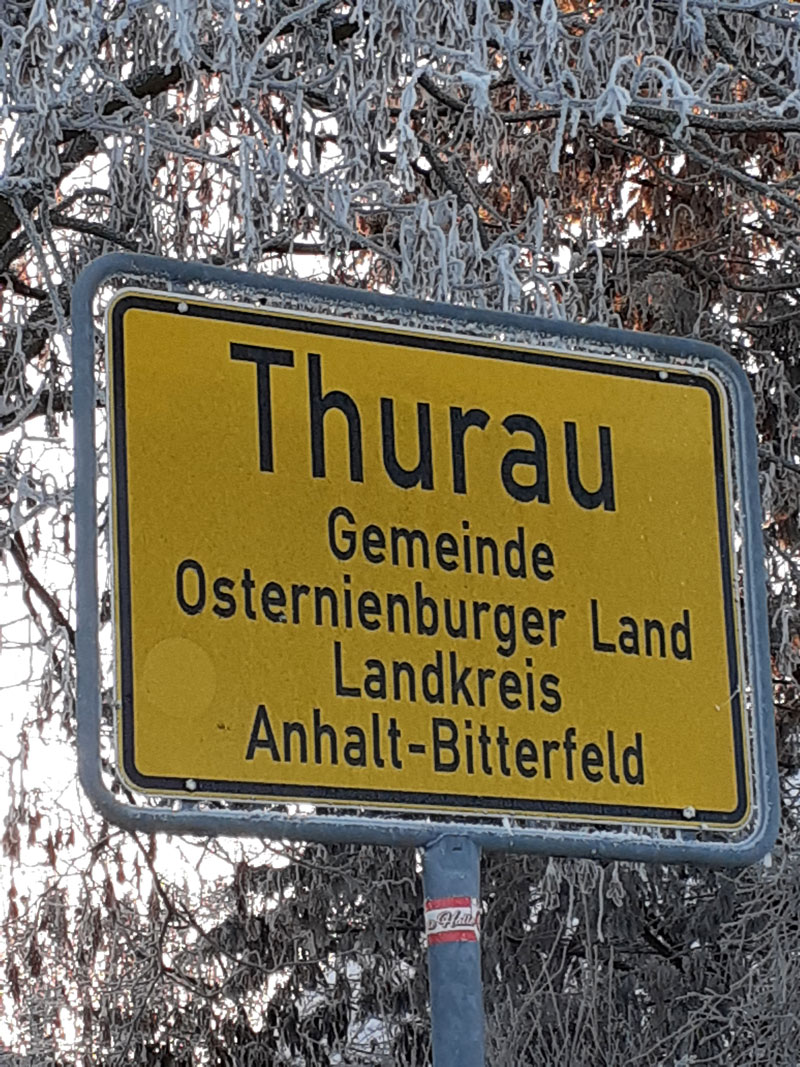 Thurau
Gemeinde
Osternienburger Land
Landkreis
Anhalt-Bitterfeld